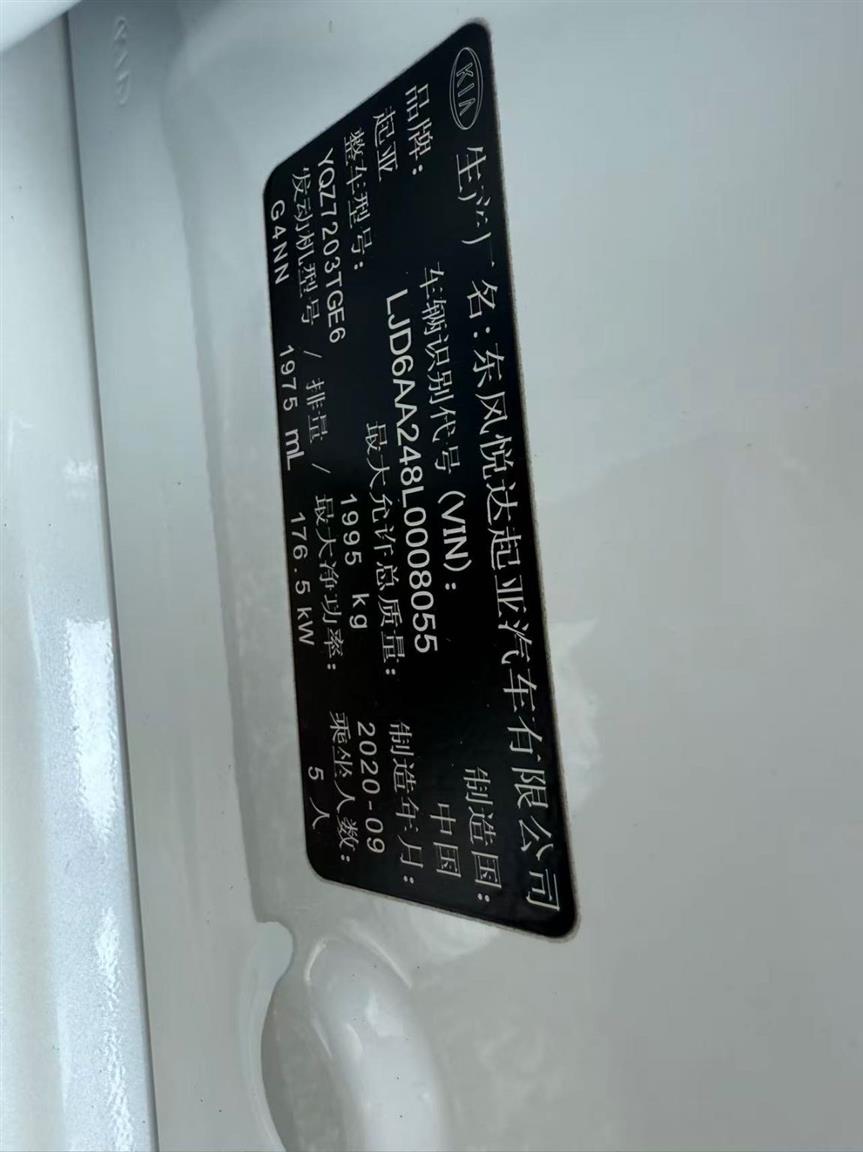 KIA 生产厂名:东风悦达起亚汽车有限公司
品牌: 车辆识别代号 (VIN): 制造国:
起亚 LJD6AA248L0008055 中国
整车型号: 最大允许总质量: 制造年月:
YQZ7203TGE6 1995 kg 2020-09
发动机型号 / 排量 / 最大净功率: 乘坐人数:
G4NN 1975 mL 176.5 kW 5 人